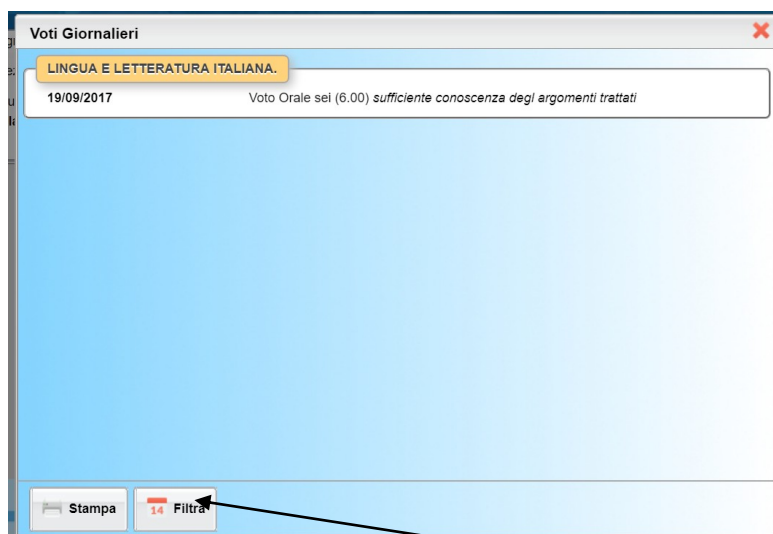 Voti Giornalieri
LINGUA E LETTERATURA ITALIANA.
19/09/2017 Voto Orale sei (6.00) sufficiente conoscenza degl argomenti trattati
Stampa 14 Filtra